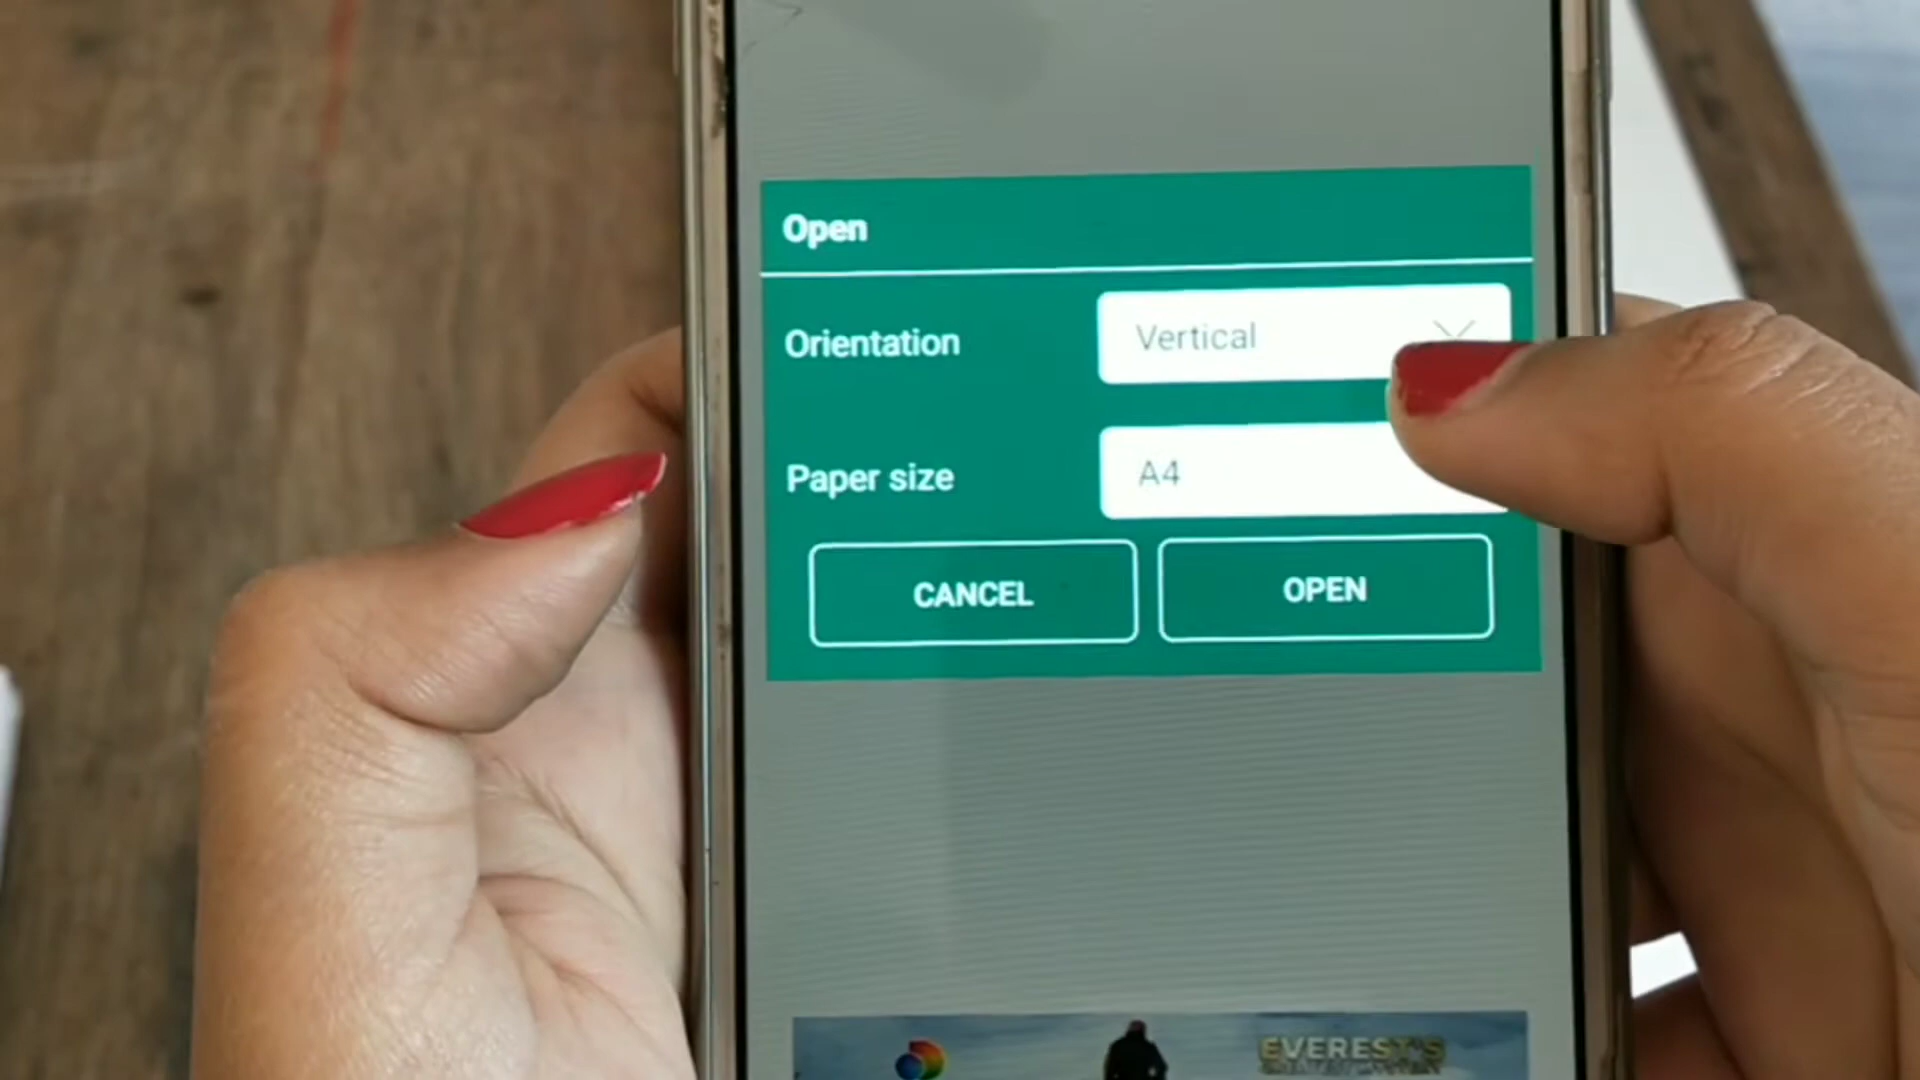 Open
Orientation
Vertical
Paper size
A4
CANCEL
OPEN
EVEREST'S